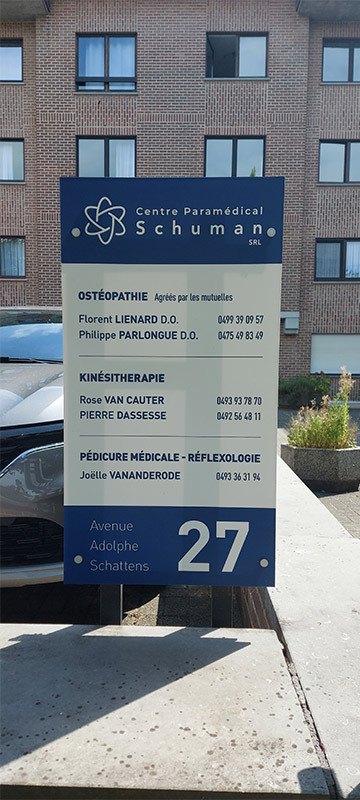 Centre Paramédical
Schuman
SRL
OSTÉOPATHIE Agréés par les mutuelles
Florent LIENARD D.O. 0499 39 09 57
Philippe PARLONGUE D.O. 0475 49 83 49
KINÉSITHERAPIE
Rose VAN CAUTER 0493 93 78 70
PIERRE DASSESSE 0492 56 48 11
PÉDICURE MÉDICALE - RÉFLEXOLOGIE
Joëlle VANANDERODE 0493 36 31 94
Avenue
Adolphe
Schattens
27